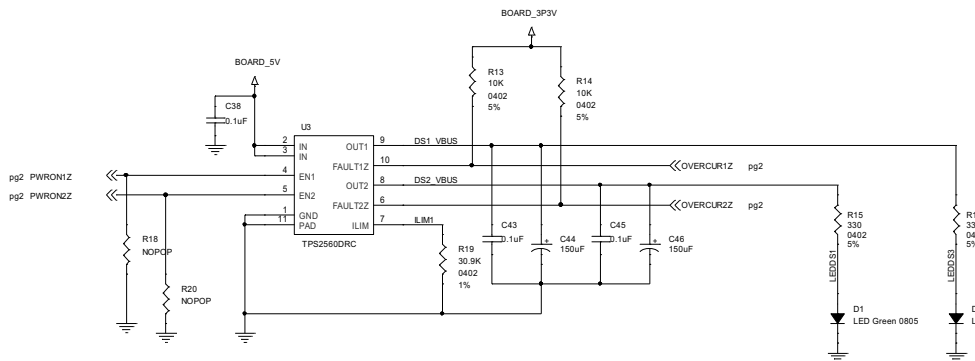 BOARD_3P3V
BOARD_5V
R13
10K
0402
5%
R14
10K
0402
5%
C38
0.1uF
U3
2 IN
3 IN
4 EN1
5 EN2
1 GND
11 PAD
OUT1 9 DS1_VBUS
FAULT1Z 10
OUT2 8 DS2_VBUS
FAULT2Z 6
ILIM 7 ILIM1
TPS2560DRC
pg2 PWRON1Z
pg2 PWRON2Z
OVERCUR1Z pg2
OVERCUR2Z pg2
R18
NOPOP
R20
NOPOP
R19
30.9K
0402
1%
C43
0.1uF
C44
150uF
C45
0.1uF
C46
150uF
R15
330
0402
5%
LEDDS1
D1
LED Green 0805
5%
LEDDS3